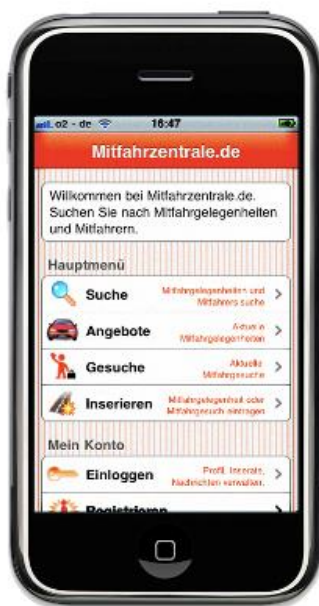 o2 - de 16:47
Mitfahrzentrale.de
Willkommen bei Mitfahrzentrale.de.
Suchen Sie nach Mitfahrgelegenheiten
und Mitfahrern.
Hauptmenü
Suche Mitfahrgelegenheiten und
Mitfahrers suche
Angebote Aktuelle
Mitfahrgelegenheiten
Gesuche Aktuelle
Mitfahrgesuche
Inserieren Mitfahrgelegenheit oder
Mitfahrgesuch eintragen
Mein Konto
Einloggen Profil, Inserate,
Nachrichten verwalten.
Registrieren